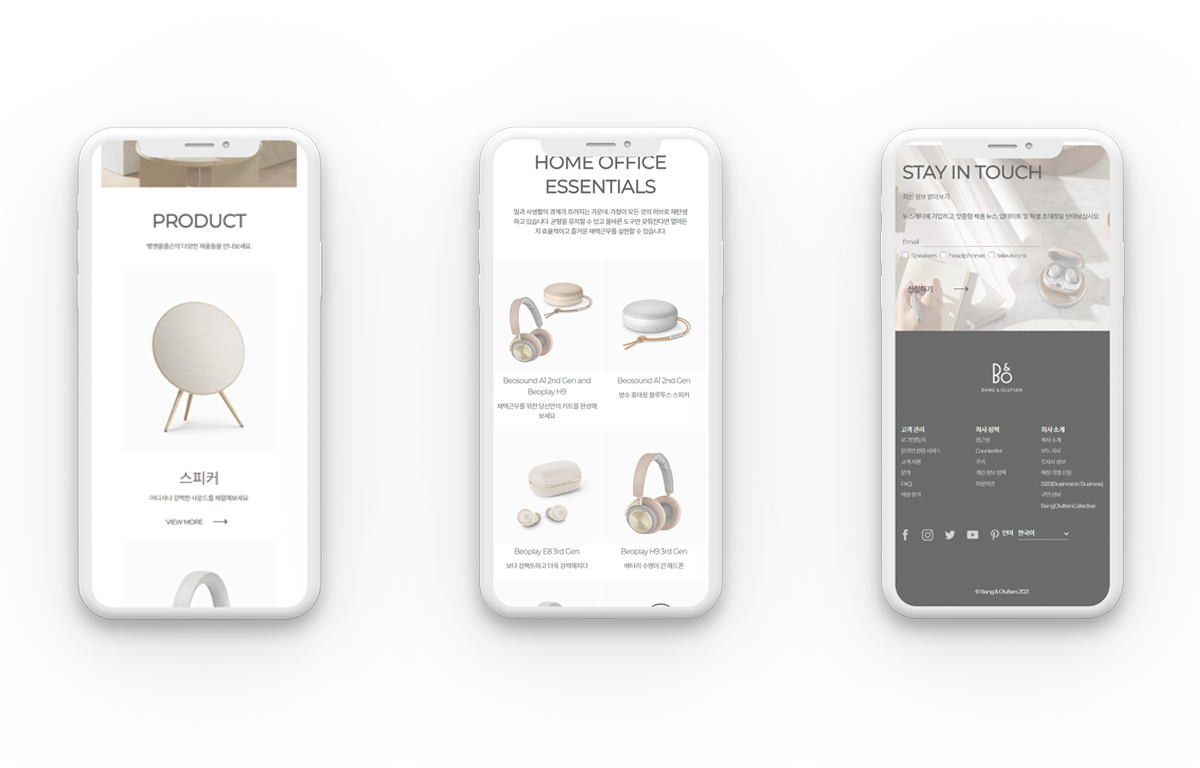 PRODUCT
뱅앤올룹슨의 다양한 제품들을 만나보세요.
스피커
어디서나 강력한 사운드를 체험해보세요
VIEW MORE
HOME OFFICE
ESSENTIALS
일과 사생활의 경계가 흐려지는 가운데, 가정이 모든 것의 허브로 재탄생
하고 있습니다. 균형을 유지할 수 있고 올바른 도구만 갖춰진다면 얼마든
지 효율적이고 즐거운 재택근무를 실현할 수 있습니다.
Beosound A1 2nd Gen and
Beoplay H9
재택근무를 위한 당신만의 키트를 완성해
보세요
Beosound A1 2nd Gen
방수 휴대용 블루투스 스피커
Beoplay E8 3rd Gen
보다 컴팩트하고 더욱 강력해지다
Beoplay H9 3rd Gen
배터리 수명이 긴 헤드폰
STAY IN TOUCH
회원 정보 받아보기
뉴스레터에 가입하고, 맞춤형 제품 뉴스, 업데이트 및 특별 초대장을 받아보십시오.
Email
Speakers headphones televisions
신청하기
B&O
BANG & OLUFSEN
고객 관리
로그인/등록
온라인 선물 서비스
고객 지원
문의
FAQ
매장 찾기
회사 정책
접근성
Counterfeit
쿠키
개인 정보 정책
이용약관
회사 소개
회사 소개
보도 자료
투자자 정보
매장 가맹 신청
B2B(Business to Business)
구인 정보
BangOlufsenCollective
언어 한국어
© Bang & Olufsen 2021